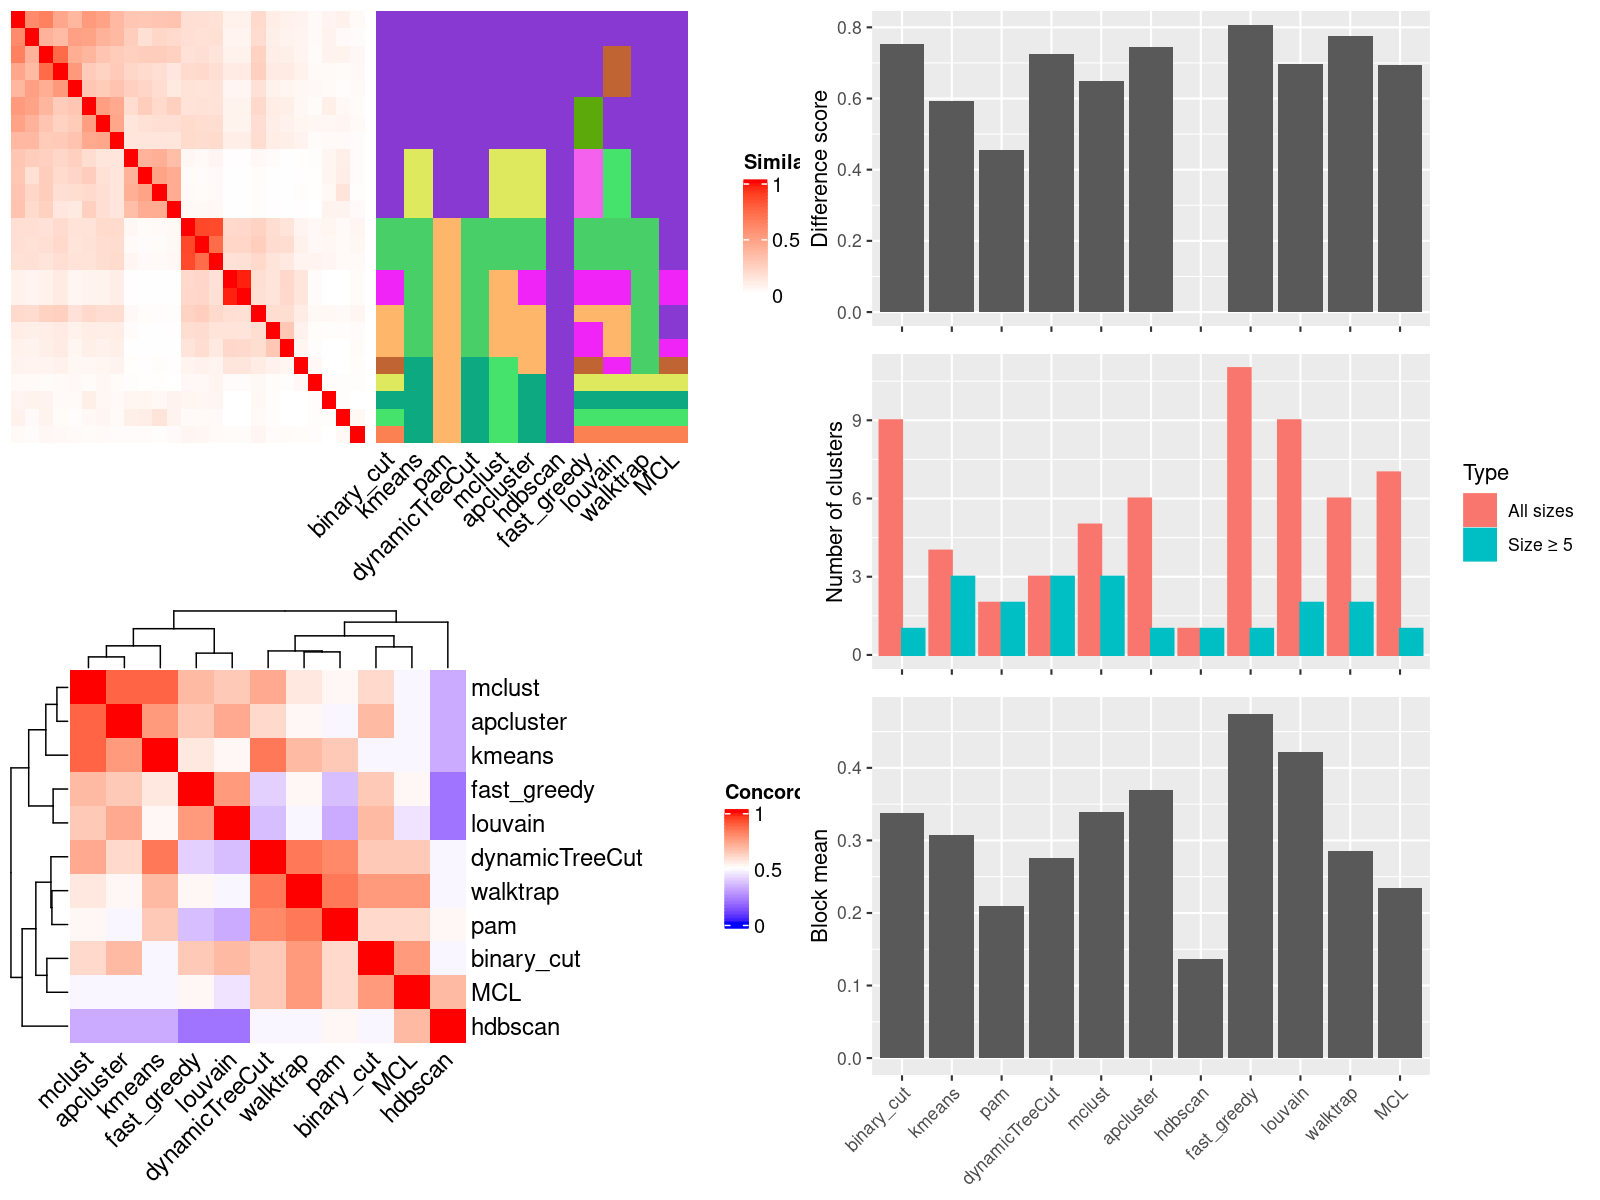 Simila
1
0.5
0
binary_cut
kmeans
pam
dynamicTreeCut
mclust
apcluster
hdbscan
fast_greedy
louvain
walktrap
MCL
mclust
apcluster
kmeans
fast_greedy
louvain
dynamicTreeCut
walktrap
pam
binary_cut
MCL
hdbscan
mclust
apcluster
kmeans
fast_greedy
louvain
dynamicTreeCut
walktrap
pam
binary_cut
MCL
hdbscan
Concord
1
0.5
0
Difference score
0.8
0.6
0.4
0.2
0.0
Number of clusters
9
6
3
0
Type
All sizes
Size ≥ 5
Block mean
0.4
0.3
0.2
0.1
0.0
binary_cut
kmeans
pam
dynamicTreeCut
mclust
apcluster
hdbscan
fast_greedy
louvain
walktrap
MCL